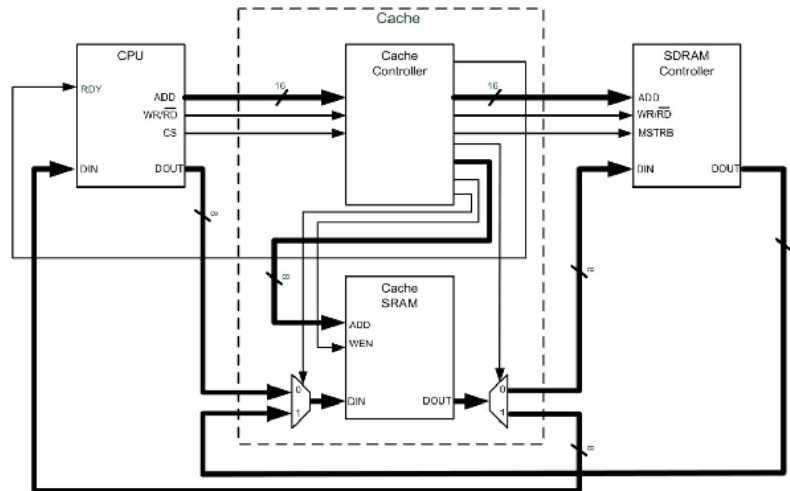 Cache
CPU
Cache
Controller
SDRAM
Controller
RDY
ADD
16
16
ADD
WR/RD
WR/RD
CS
MSTRB
DIN
DOUT
DIN
DOUT
8
8
8
Cache
SRAM
ADD
WEN
0
1
DIN
DOUT
0
1
8